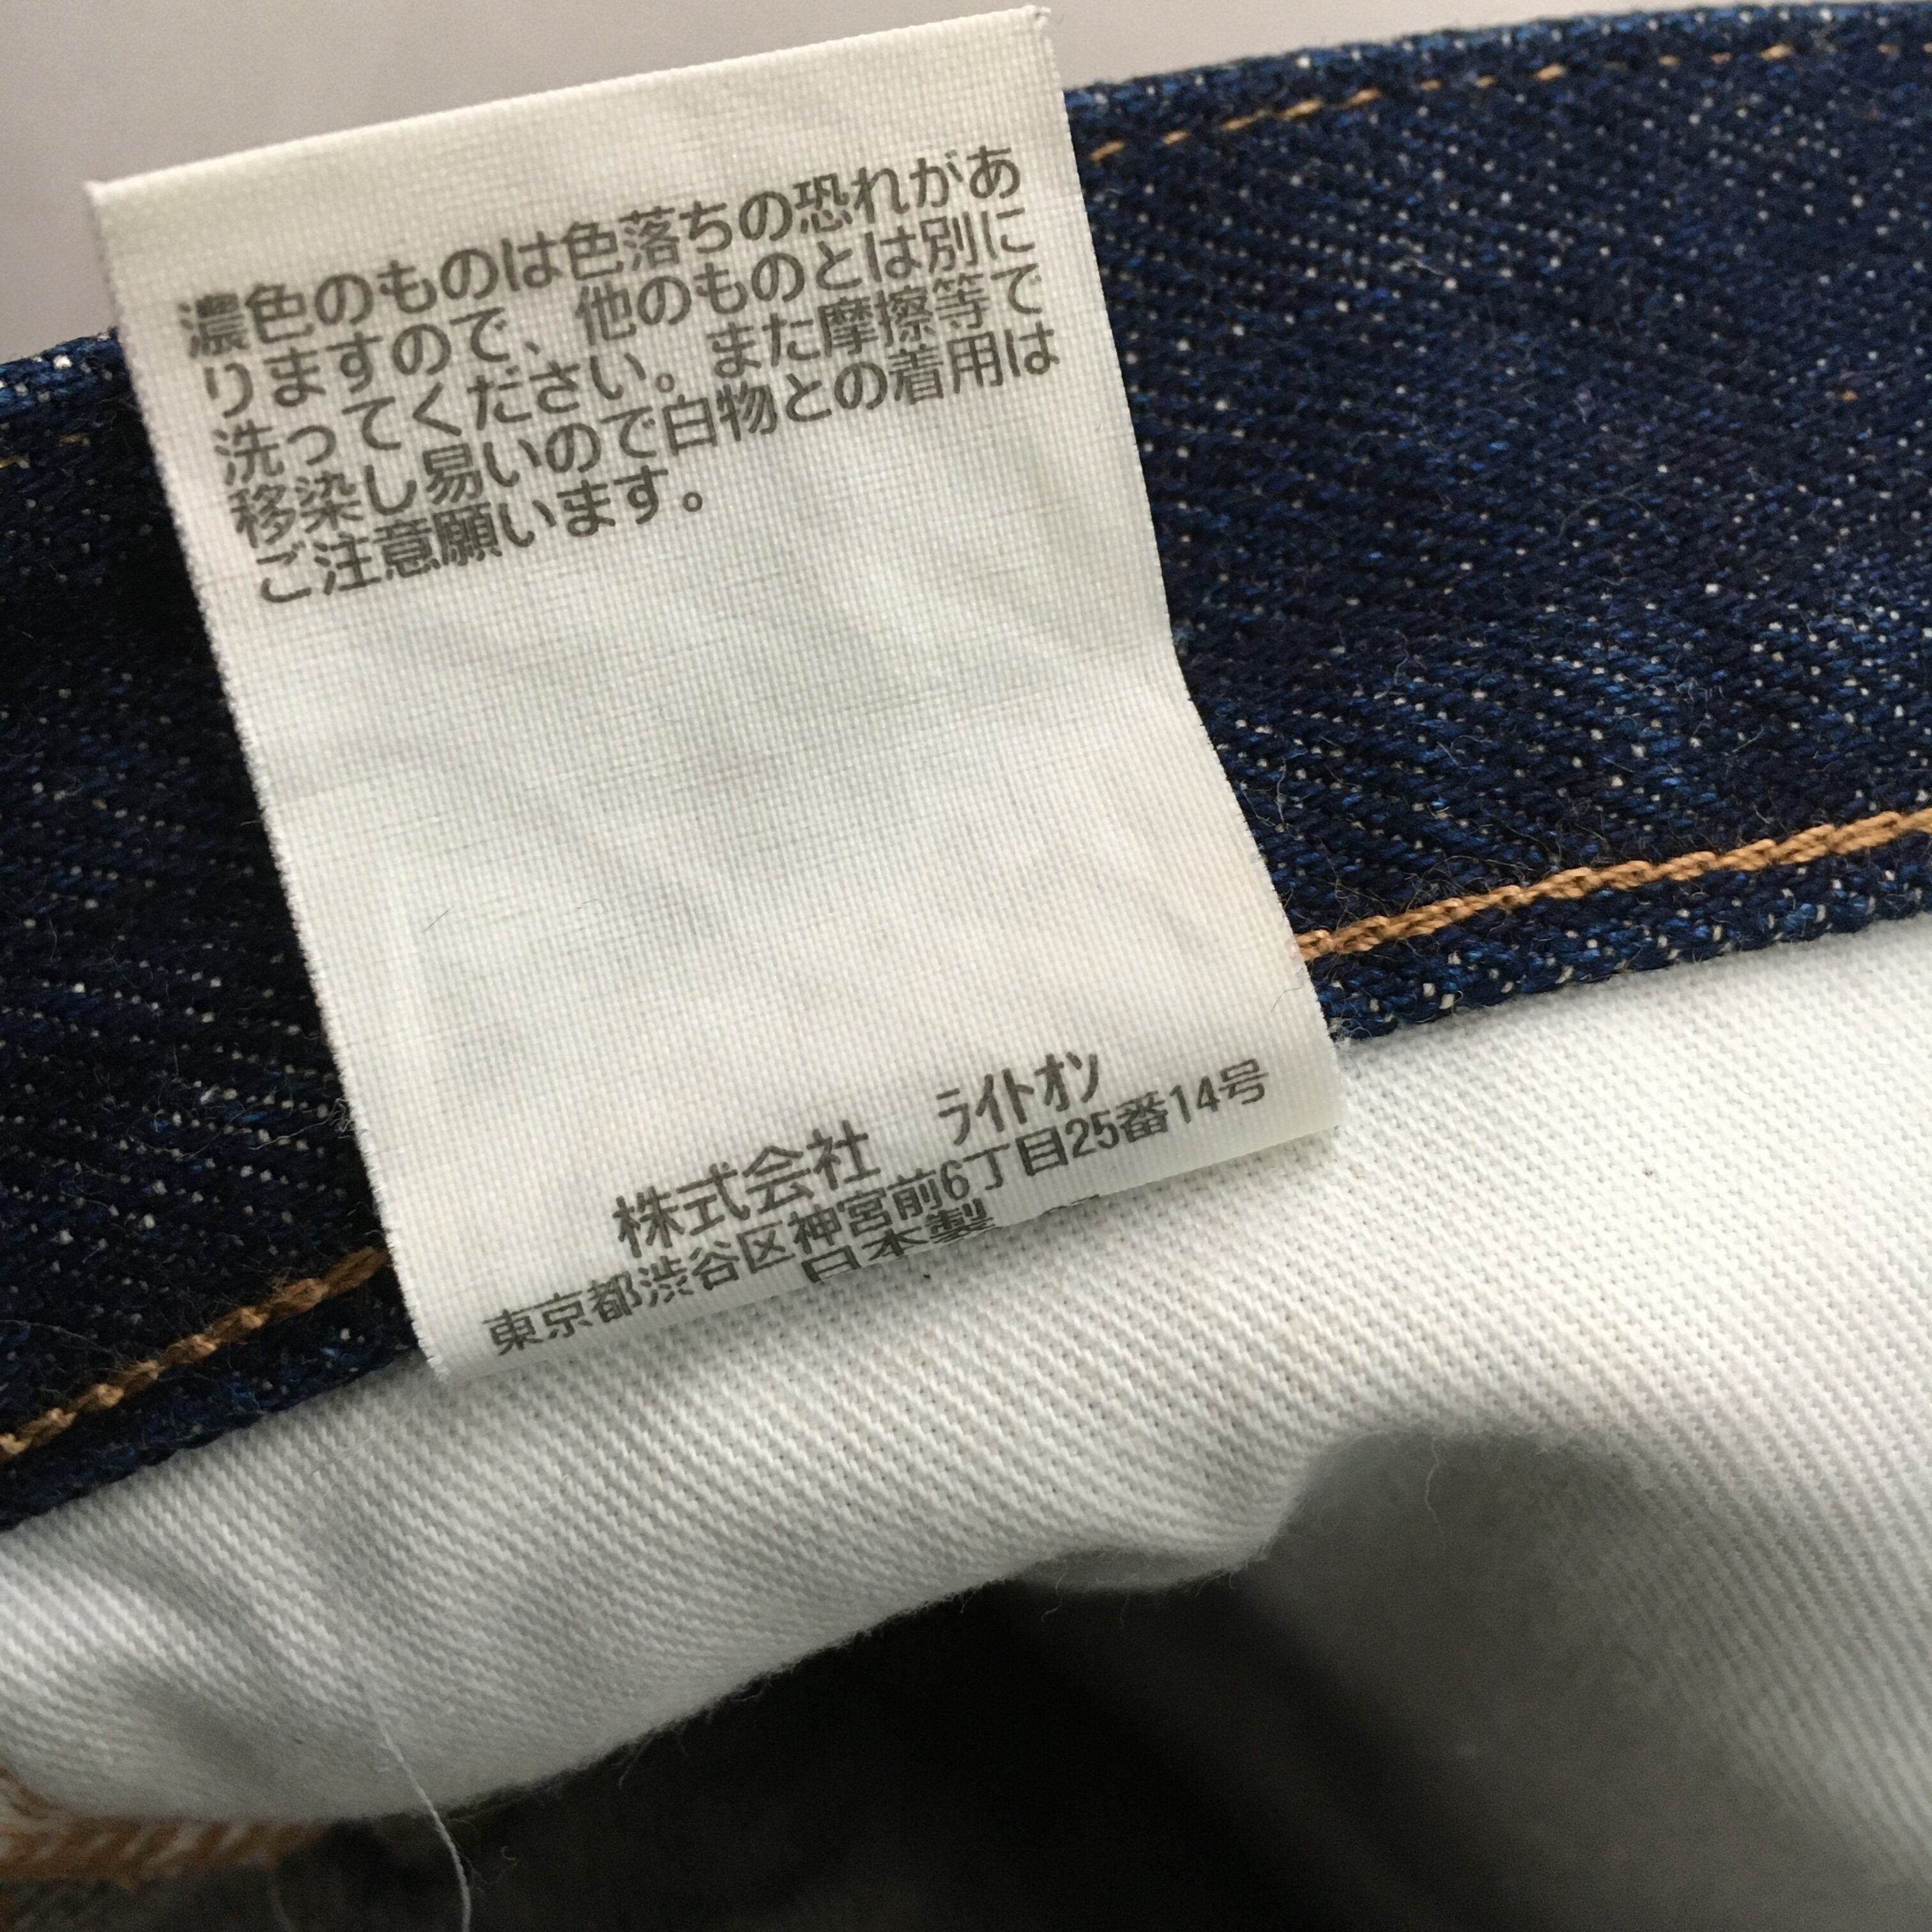 濃色のものは色落ちの恐れがあ
りますので、他のものとは別に
洗ってください。また摩擦等で
移染し易いので白物との着用は
ご注意願います。
株式会社 ライトオン
東京都渋谷区神宮前6丁目25番14号
日本製